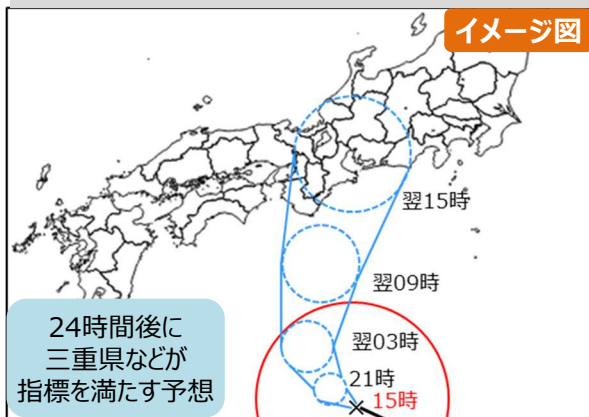 イメージ図
翌15時
翌09時
翌03時
21時
15時
24時間後に
三重県などが
指標を満たす予想